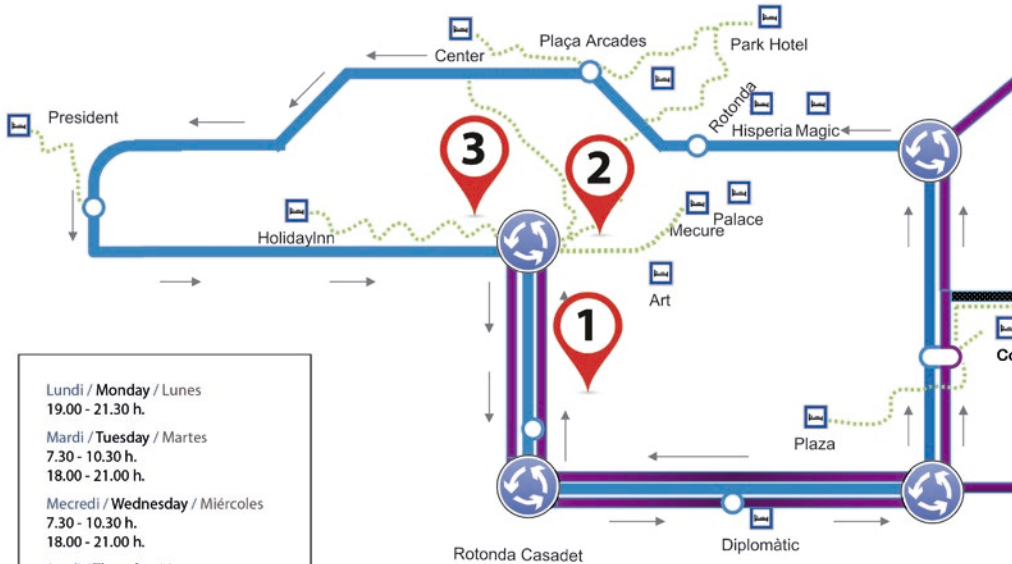 Center
Plaça Arcades
Park Hotel
President
Rotonda
Hisperia Magic
3
2
HolidayInn
Mecure
Palace
Art
1
Plaza
Diplomàtic
Rotonda Casadet
Lundi / Monday / Lunes
19.00 - 21.30 h.
Mardi / Tuesday / Martes
7.30 - 10.30 h.
18.00 - 21.00 h.
Mecredi / Wednesday / Miércoles
7.30 - 10.30 h.
18.00 - 21.00 h.